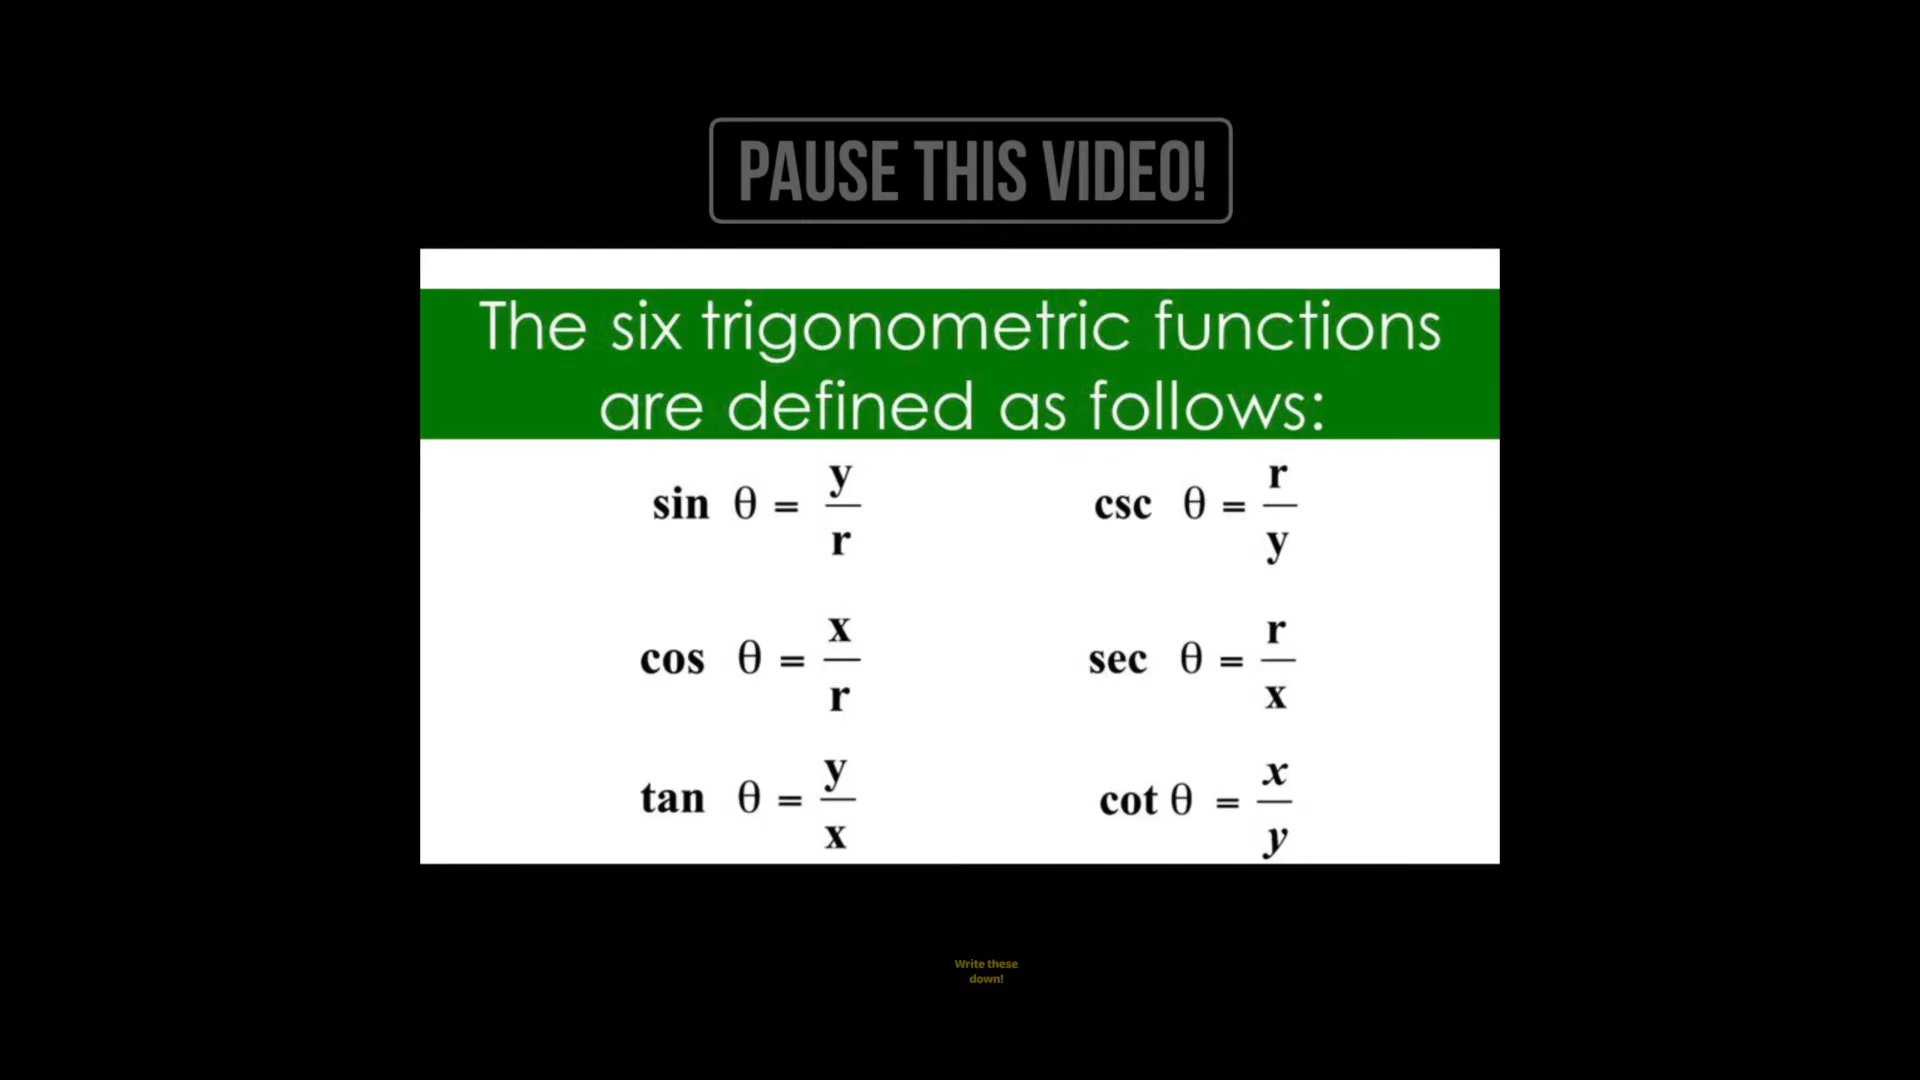 PAUSE THIS VIDEO!
The six trigonometric functions
are defined as follows:
sin θ = y/r
csc θ = r/y
cos θ = x/r
sec θ = r/x
tan θ = y/x
cot θ = x/y
Write these
down!